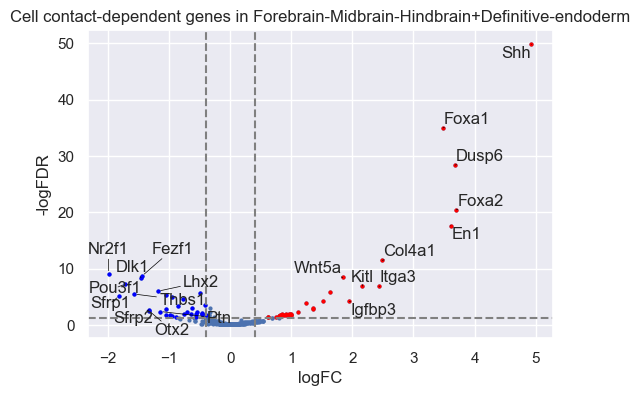 Cell contact-dependent genes in Forebrain-Midbrain-Hindbrain+Definitive-endoderm
50
Shh
40
Foxa1
Dusp6
30
-logFDR
Foxa2
20
En1
Nr2f1
Fezf1
Col4a1
Dlk1
Wnt5a
10
Lhx2
Kitl
Itga3
Pou3f1
Sfrp1
Thbs1
Igfbp3
Sfrp2
Ptn
Otx2
0
−2
−1
0
1
2
3
4
5
logFC